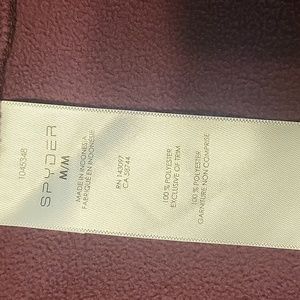 1045348
SPYDER
M/M
MADE IN INDONESIA
FABRIQUÉ EN INDONÉSIE
RN 143097
CA 58744
100 % POLYESTER
EXCLUSIVE OF TRIM
100 % POLYESTER
GARNITURE NON COMPRISE